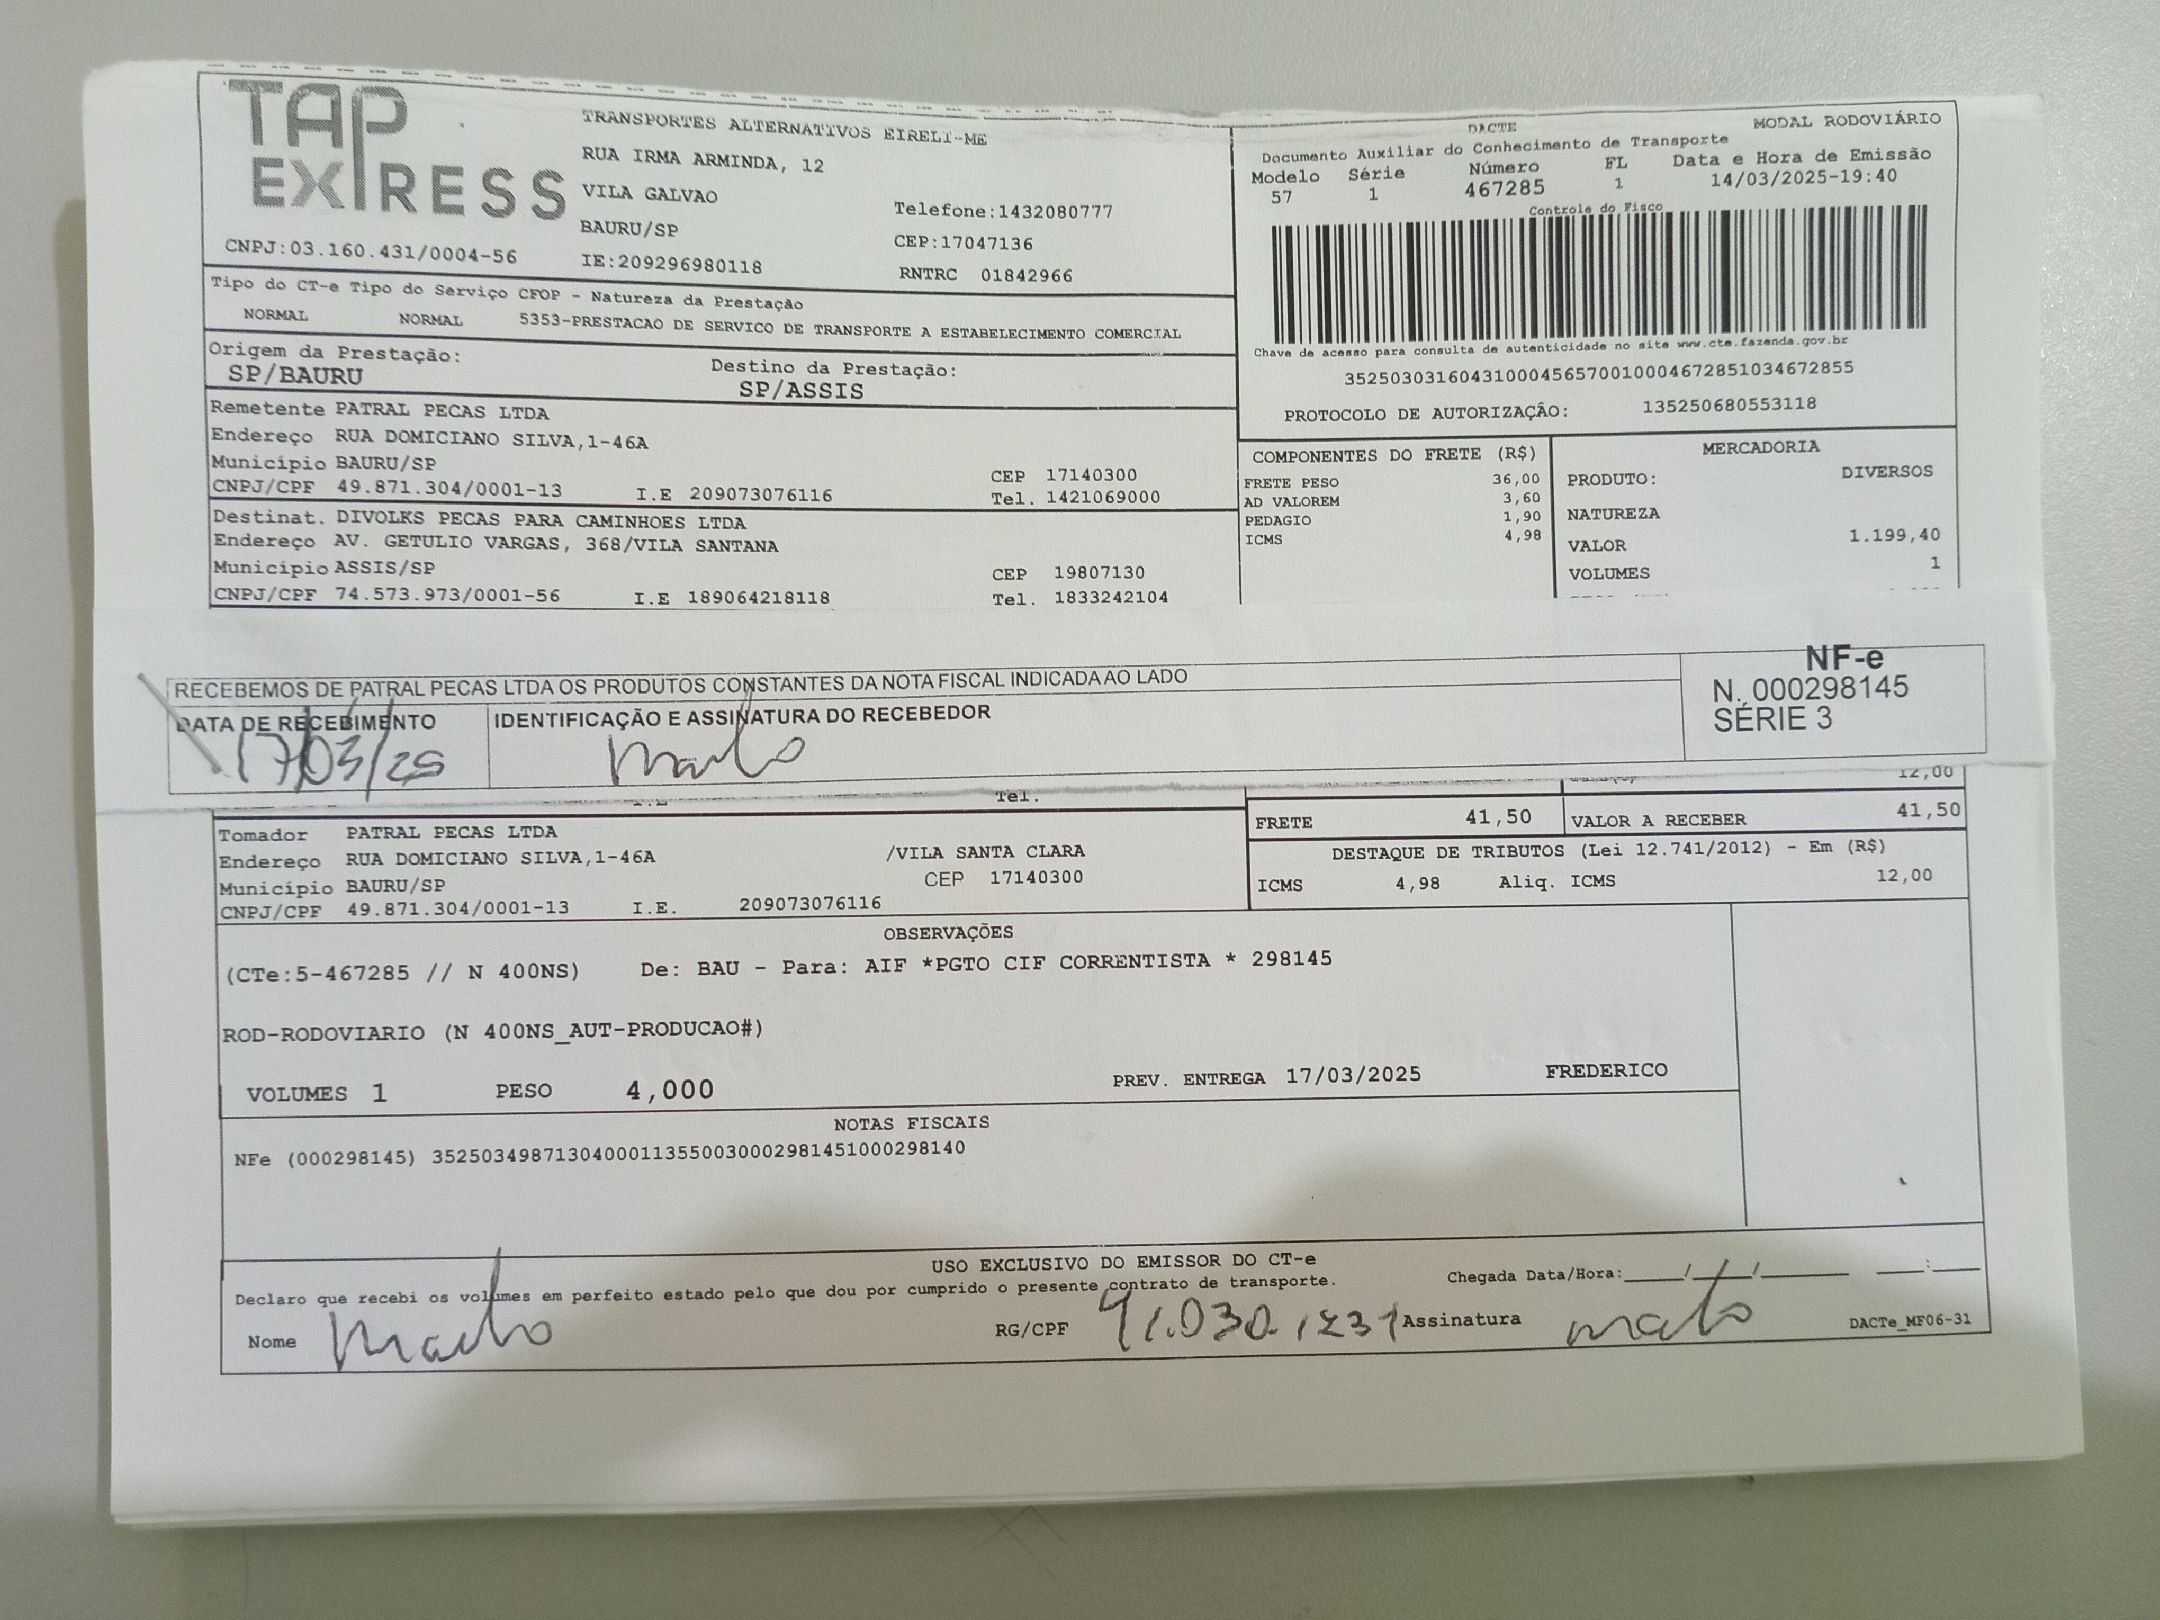 TAP
EXPRESS
TRANSPORTES ALTERNATIVOS EIRELI-ME
RUA IRMA ARMINDA, 12
VILA GALVAO
Telefone:1432080777
BAURU/SP
CEP:17047136
CNPJ:03.160.431/0004-56
IE:209296980118
RNTRC 01842966
DACTE
MODAL RODOVIÁRIO
Documento Auxiliar do Conhecimento de Transporte
Modelo Série Número FL Data e Hora de Emissão
57 1 467285 1 14/03/2025-19:40
Controle do Fisco
Chave de acesso para consulta de autenticidade no site www.cte.fazenda.gov.br
35250303160431000456570010004672851034672855
PROTOCOLO DE AUTORIZAÇÃO: 135250680553118
Tipo do CT-e Tipo do Serviço CFOP - Natureza da Prestação
NORMAL NORMAL 5353-PRESTACAO DE SERVICO DE TRANSPORTE A ESTABELECIMENTO COMERCIAL
Origem da Prestação: Destino da Prestação:
SP/BAURU SP/ASSIS
Remetente PATRAL PECAS LTDA
Endereço RUA DOMICIANO SILVA,1-46A
Município BAURU/SP CEP 17140300
CNPJ/CPF 49.871.304/0001-13 I.E 209073076116 Tel. 1421069000
Destinat. DIVOLKS PECAS PARA CAMINHOES LTDA
Endereço AV. GETULIO VARGAS, 368/VILA SANTANA
Município ASSIS/SP CEP 19807130
CNPJ/CPF 74.573.973/0001-56 I.E 189064218118 Tel. 1833242104
COMPONENTES DO FRETE (R$)
FRETE PESO 36,00
AD VALOREM 3,60
PEDAGIO 1,90
ICMS 4,98
MERCADORIA
PRODUTO: DIVERSOS
NATUREZA
VALOR 1.199,40
VOLUMES 1
RECEBEMOS DE PATRAL PECAS LTDA OS PRODUTOS CONSTANTES DA NOTA FISCAL INDICADA AO LADO
DATA DE RECEBIMENTO
17/03/25
IDENTIFICAÇÃO E ASSINATURA DO RECEBEDOR
NF-e
N. 000298145
SÉRIE 3
Tel.
12,00
Tomador PATRAL PECAS LTDA
Endereço RUA DOMICIANO SILVA,1-46A /VILA SANTA CLARA
Município BAURU/SP CEP 17140300
CNPJ/CPF 49.871.304/0001-13 I.E. 209073076116
FRETE 41,50 VALOR A RECEBER 41,50
DESTAQUE DE TRIBUTOS (Lei 12.741/2012) - Em (R$)
ICMS 4,98 Aliq. ICMS 12,00
OBSERVAÇÕES
(CTe:5-467285 // N 400NS) De: BAU - Para: AIF *PGTO CIF CORRENTISTA * 298145
ROD-RODOVIARIO (N 400NS_AUT-PRODUCAO#)
VOLUMES 1 PESO 4,000 PREV. ENTREGA 17/03/2025 FREDERICO
NOTAS FISCAIS
NFe (000298145) 35250349871304000113550030002981451000298140
USO EXCLUSIVO DO EMISSOR DO CT-e
Declaro que recebi os volumes em perfeito estado pelo que dou por cumprido o presente contrato de transporte. Chegada Data/Hora:____/____/______ ___:___
Nome RG/CPF Assinatura DACTe_MF06-31